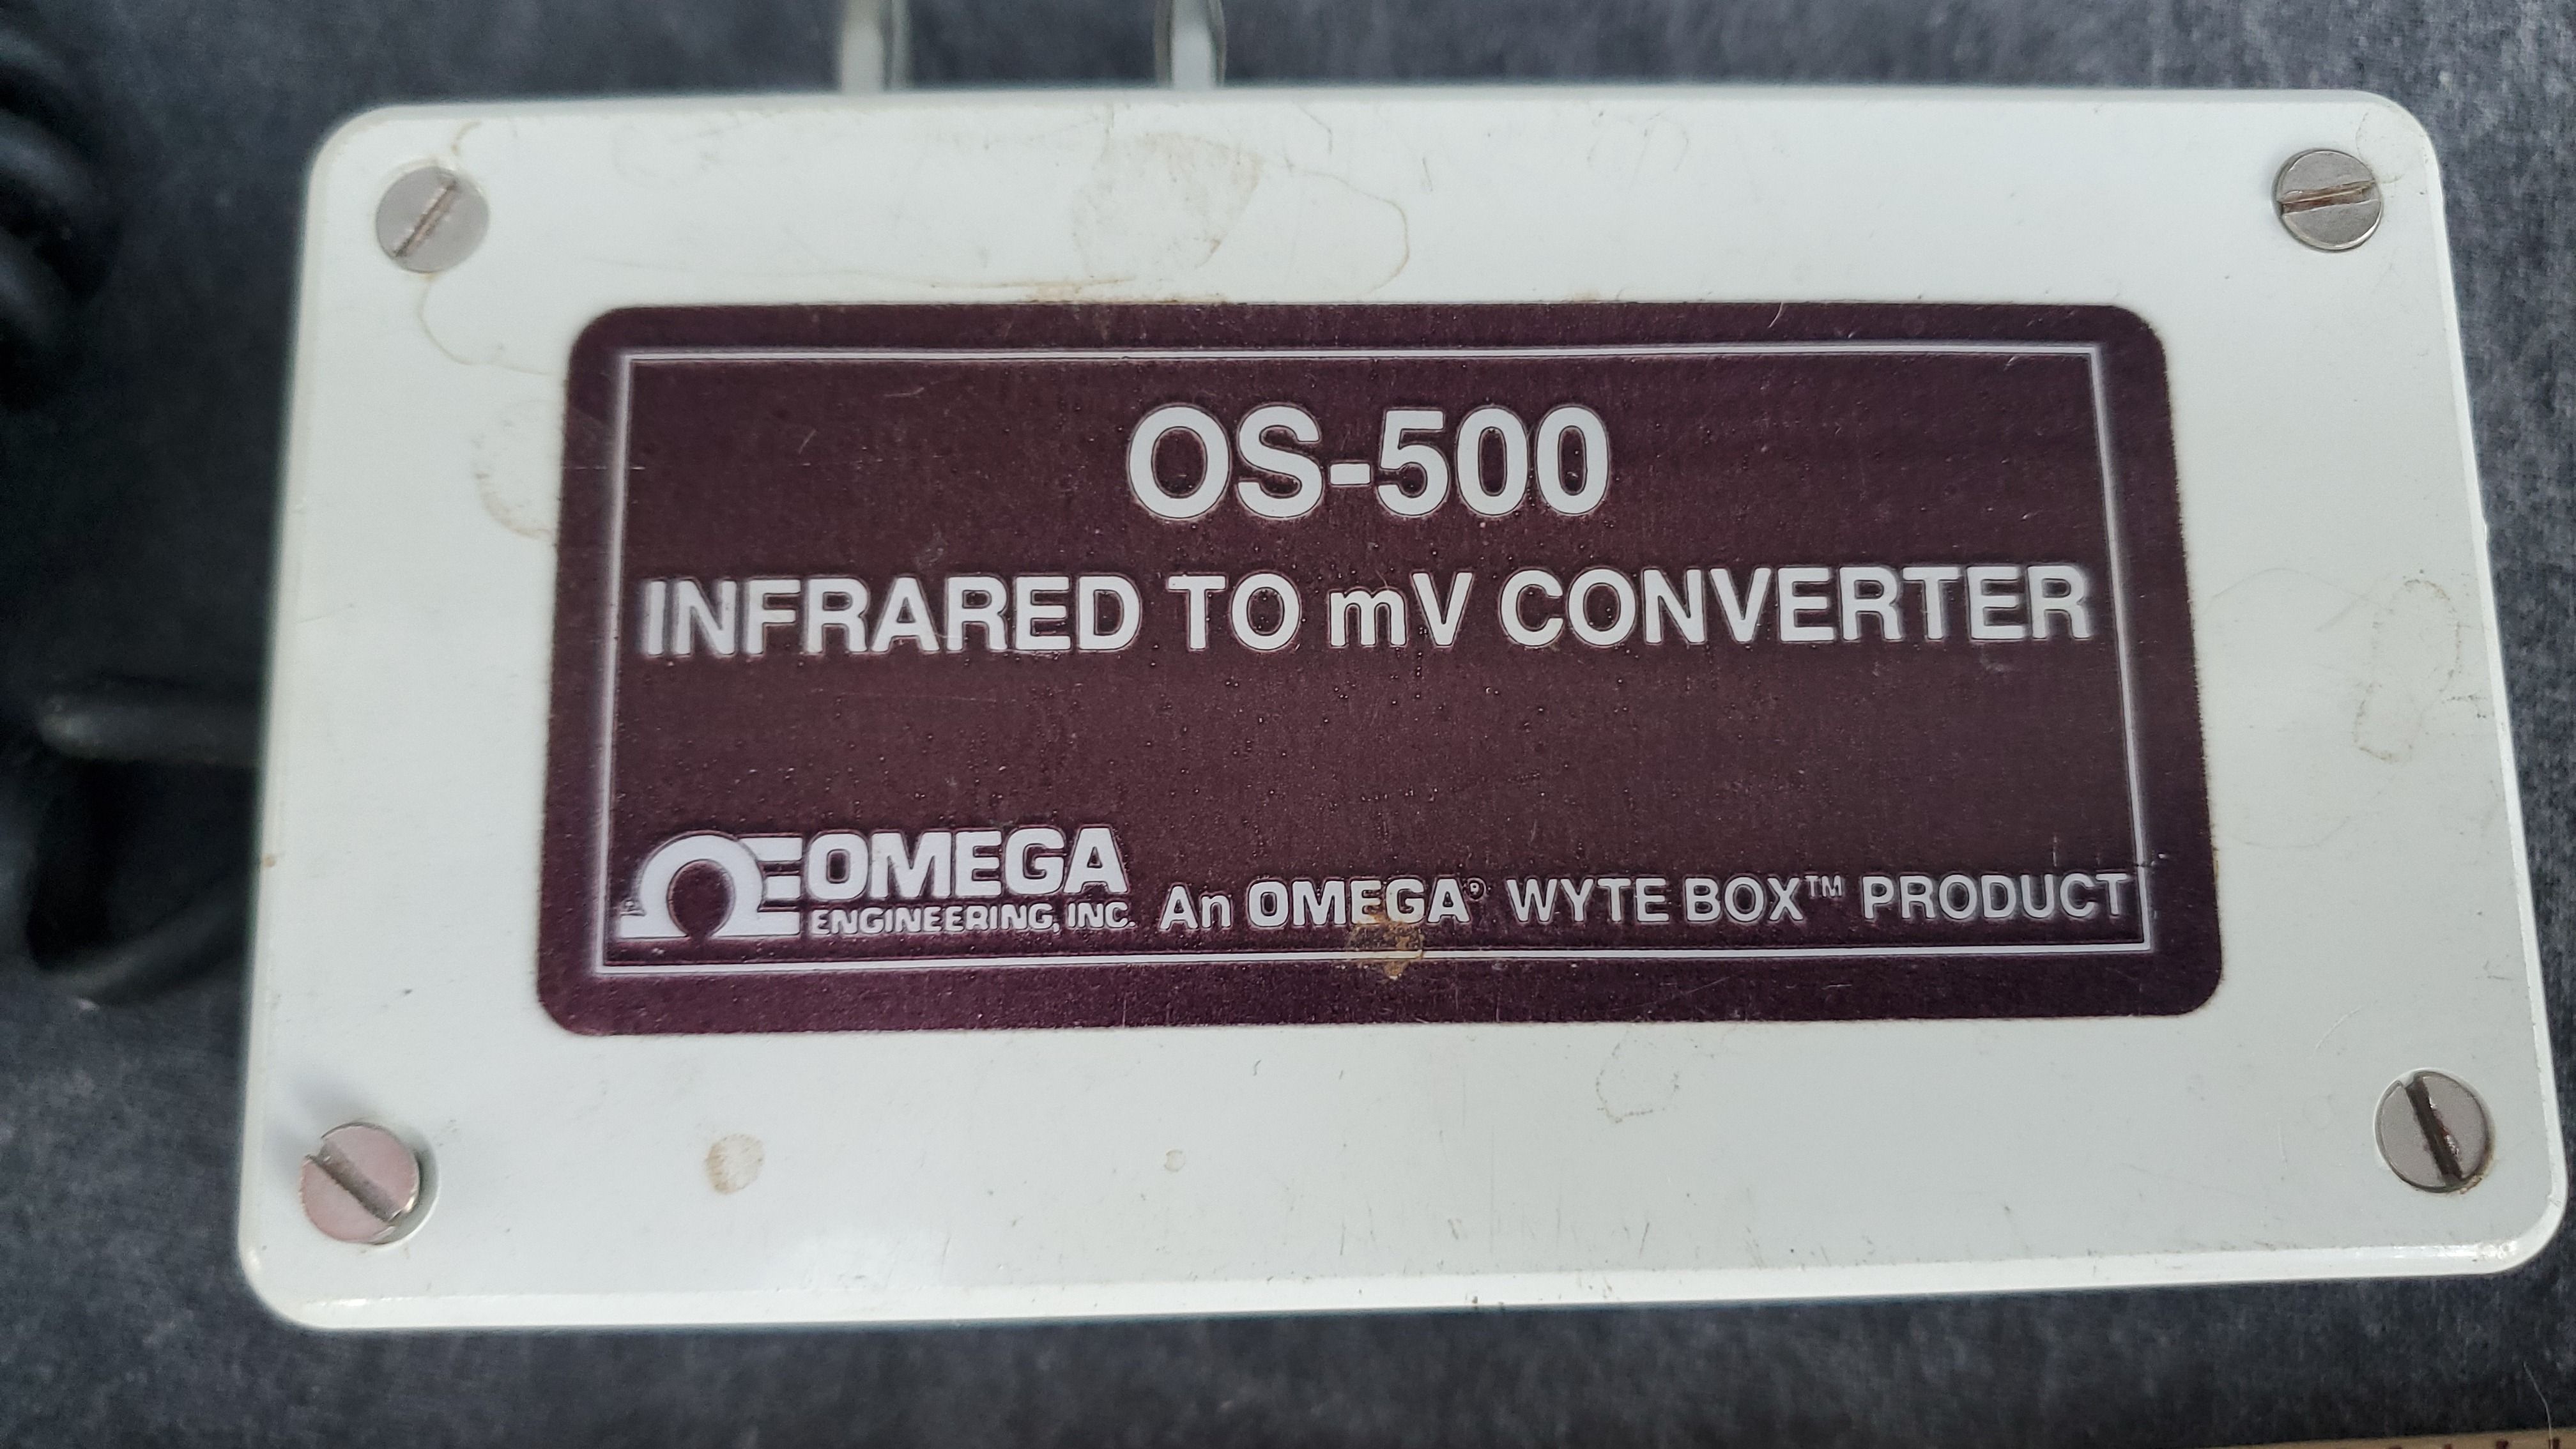 OS-500
INFRARED TO mV CONVERTER
OMEGA
ENGINEERING, INC.
An OMEGA® WYTE BOX™ PRODUCT